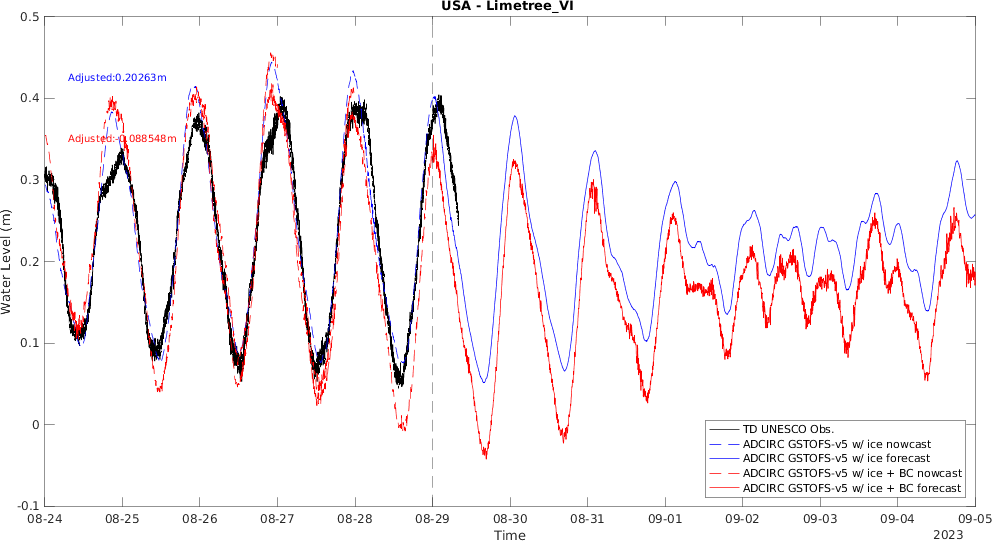 USA - Limetree_VI
0.5
0.4
0.3
0.2
0.1
0
-0.1
Water Level (m)
Adjusted:0.20263m
Adjusted:-0.088548m
TD UNESCO Obs.
ADCIRC GSTOFS-v5 w/ ice nowcast
ADCIRC GSTOFS-v5 w/ ice forecast
ADCIRC GSTOFS-v5 w/ ice + BC nowcast
ADCIRC GSTOFS-v5 w/ ice + BC forecast
08-24 08-25 08-26 08-27 08-28 08-29 08-30 08-31 09-01 09-02 09-03 09-04 09-05
Time
2023